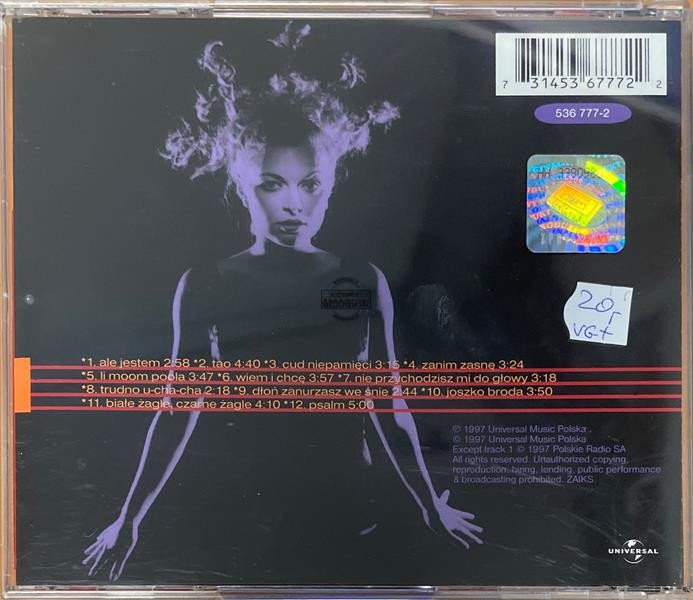 7 31453 67772 2
536 777-2
20,-
VG+
GROCHOWSKI
*1. ale jestem 2:58 *2. tao 4:40 *3. cud niepamięci 3:15 *4. zanim zasnę 3:24
*5. li moom poola 3:47 *6. wiem i chcę 3:57 *7. nie przychodzisz mi do głowy 3:18
*8. trudno u-cha-cha 2:18 *9. dłoń zanurzasz we śnie 2:44 *10. joszko broda 3:50
*11. białe żagle, czarne żagle 4:10 *12. psalm 5:00
℗ 1997 Universal Music Polska.
© 1997 Universal Music Polska
Except track 1 © 1997 Polskie Radio SA
All rights reserved. Unauthorized copying,
reproduction, hiring, lending, public performance
& broadcasting prohibited. ZAIKS.
UNIVERSAL